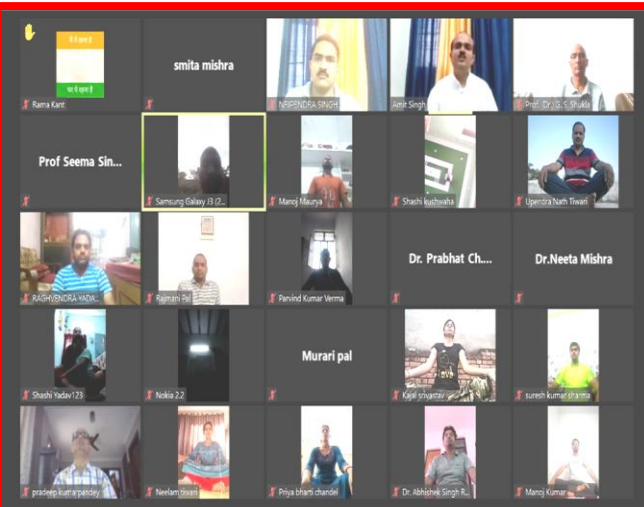 Rama Kant
smita mishra
NRIPENDRA SINGH
Amit Singh
Prof. Dr.) G. S. Shukla
Prof Seema Sin...
Samsung Galaxy J3 (2...
Manoj Maurya
Shashi kushwaha
Upendra Nath Tiwari
RAGHVENDRA YADA...
Rajmani Pal
Parvind Kumar Verma
Dr. Prabhat Ch....
Dr.Neeta Mishra
Shashi Yadav123
Nokia 2.2
Murari pal
Kajal srivastav
suresh kumar sharma
pradeep kumarpandey
Neelam tiwari
Priya bharti chandel
Dr. Abhishek Singh R...
Manoj Kumar